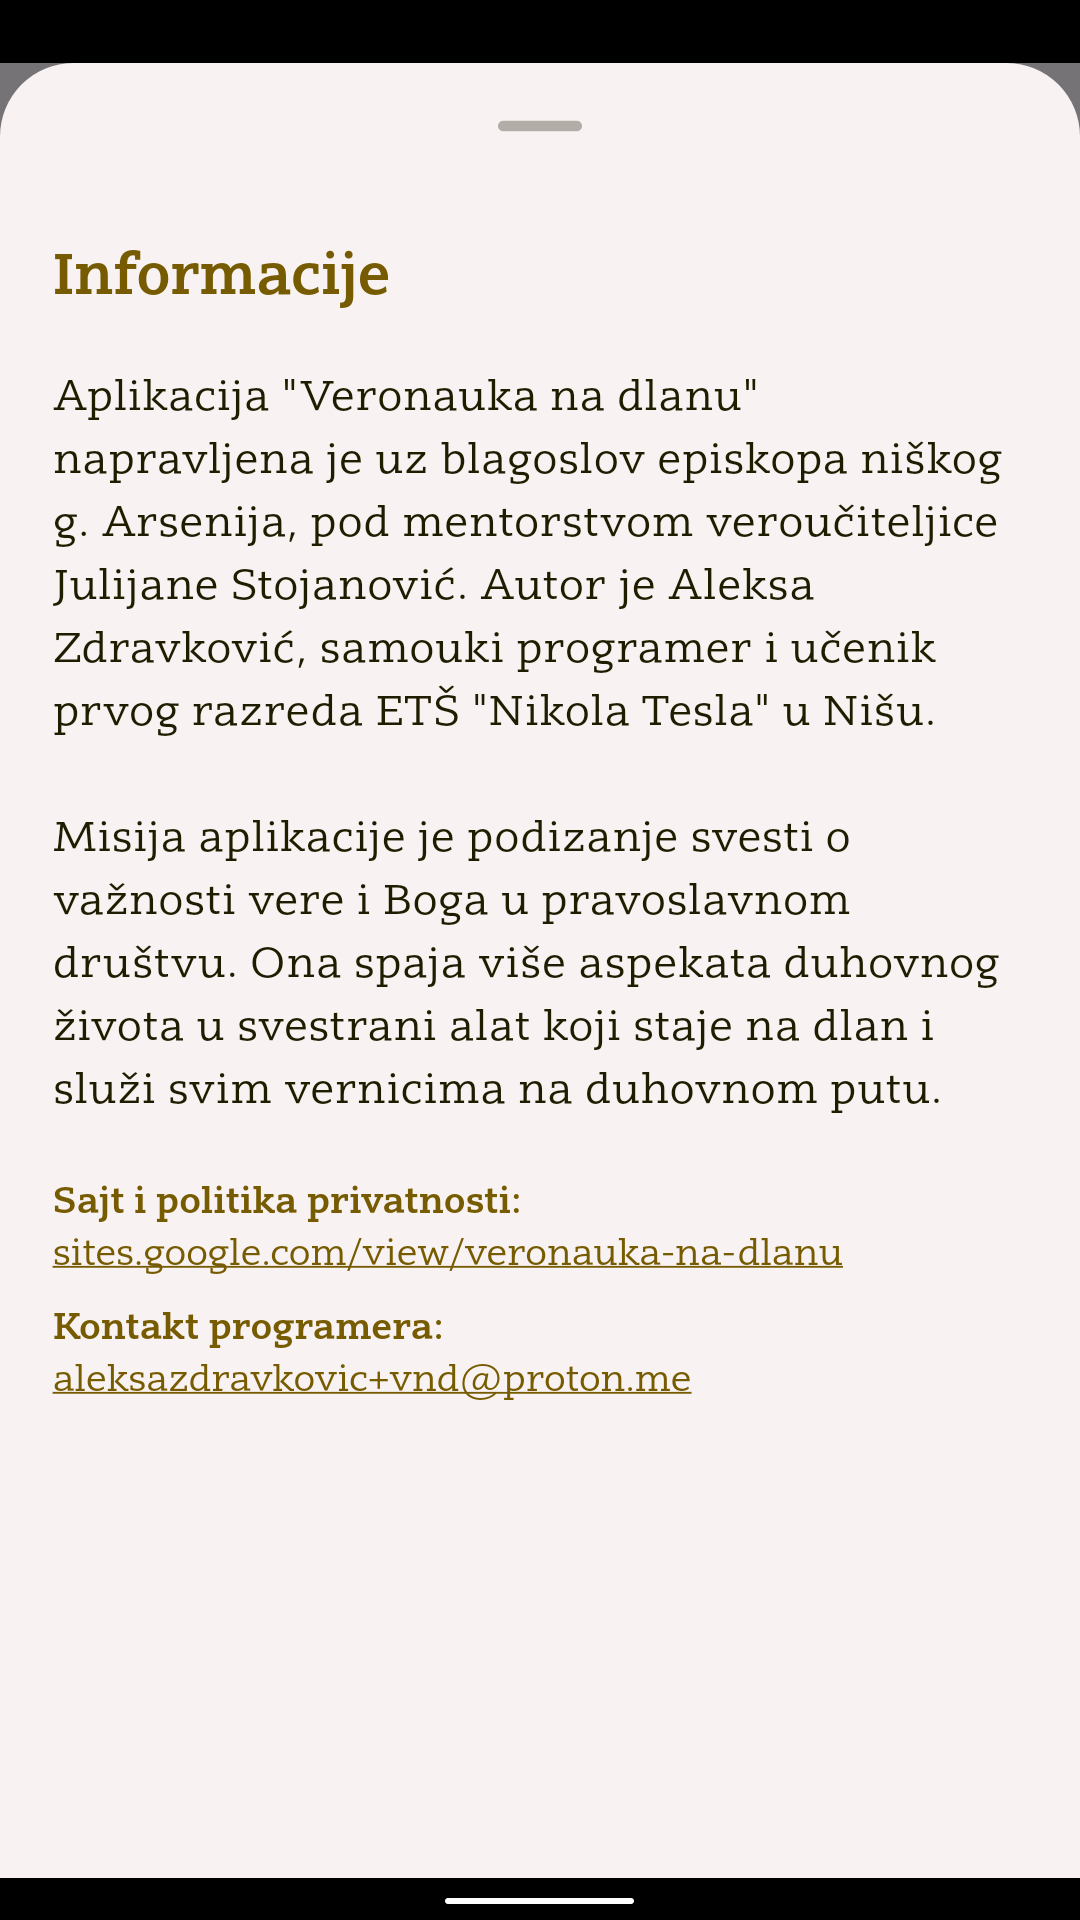 Informacije
Aplikacija "Veronauka na dlanu"
napravljena je uz blagoslov episkopa niškog
g. Arsenija, pod mentorstvom veroučiteljice
Julijane Stojanović. Autor je Aleksa
Zdravković, samouki programer i učenik
prvog razreda ETŠ "Nikola Tesla" u Nišu.
Misija aplikacije je podizanje svesti o
važnosti vere i Boga u pravoslavnom
društvu. Ona spaja više aspekata duhovnog
života u svestrani alat koji staje na dlan i
služi svim vernicima na duhovnom putu.
Sajt i politika privatnosti:
sites.google.com/view/veronauka-na-dlanu
Kontakt programera:
aleksazdravkovic+vnd@proton.me